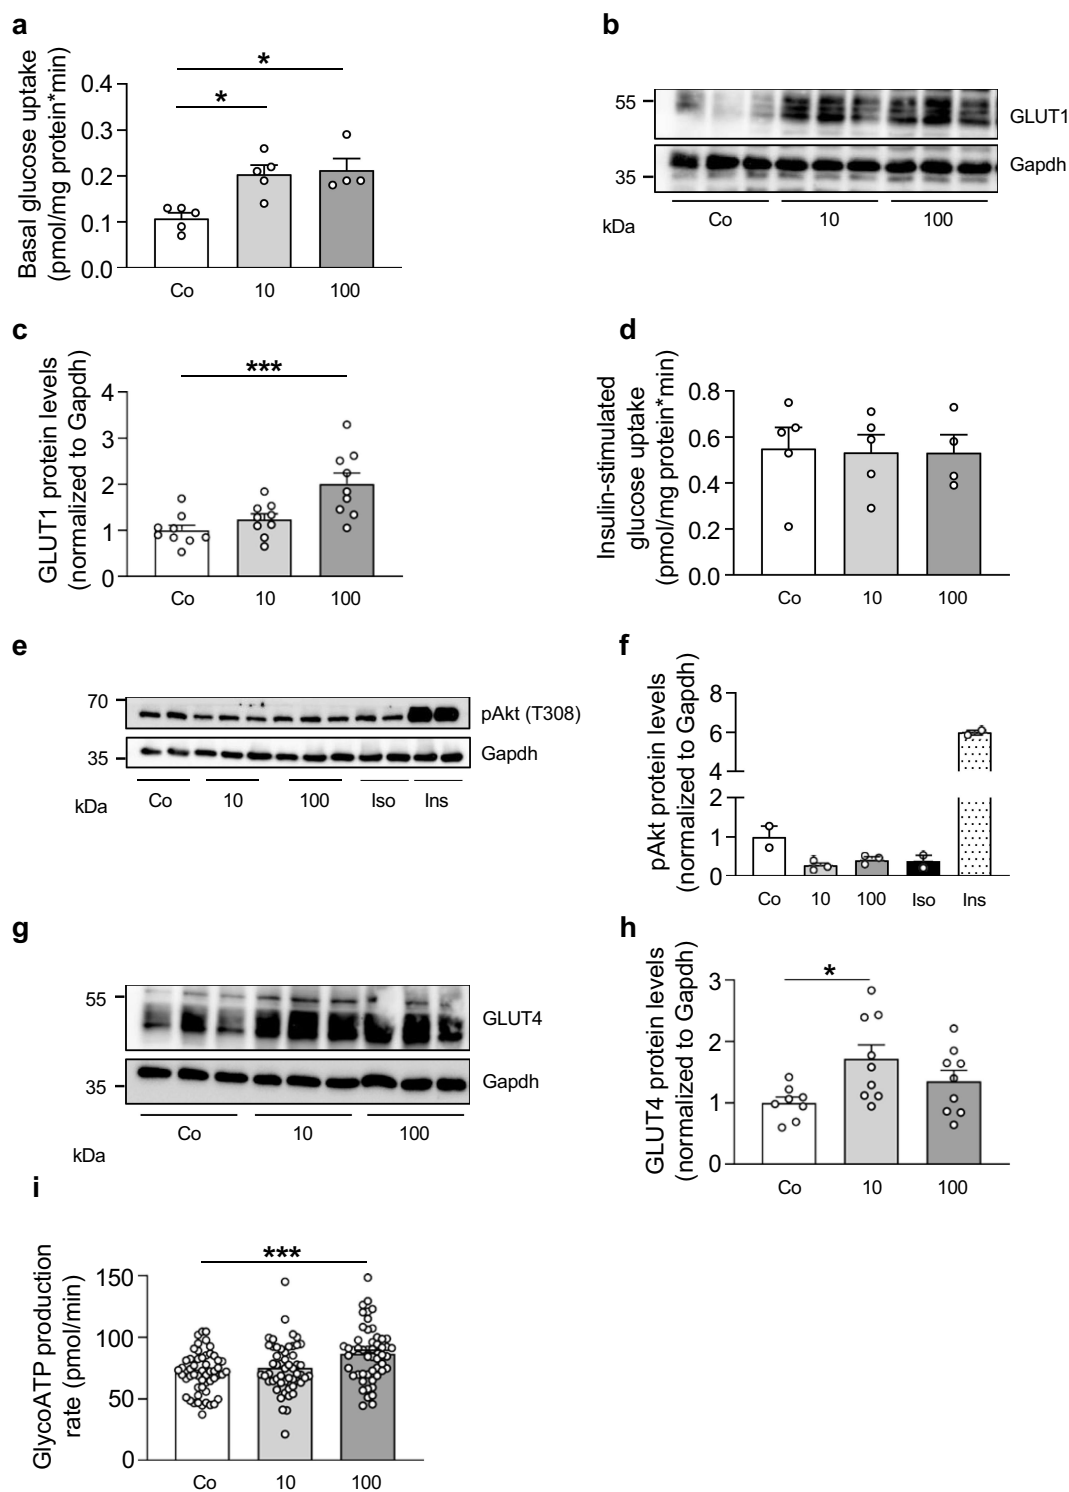 a
Basal glucose uptake
(pmol/mg protein*min)
0.4
0.3
0.2
0.1
0.0
*
*
Co 10 100
b
55
35
kDa
GLUT1
Gapdh
Co 10 100
c
GLUT1 protein levels
(normalized to Gapdh)
4
3
2
1
0
***
Co 10 100
d
Insulin-stimulated
glucose uptake
(pmol/mg protein*min)
0.8
0.6
0.4
0.2
0.0
Co 10 100
e
70
35
kDa
pAkt (T308)
Gapdh
Co 10 100 Iso Ins
f
pAkt protein levels
(normalized to Gapdh)
8
6
4
2
1
0
Co 10 100 Iso Ins
g
55
35
kDa
GLUT4
Gapdh
Co 10 100
h
GLUT4 protein levels
(normalized to Gapdh)
3
2
1
0
*
Co 10 100
i
GlycoATP production
rate (pmol/min)
150
100
50
0
***
Co 10 100